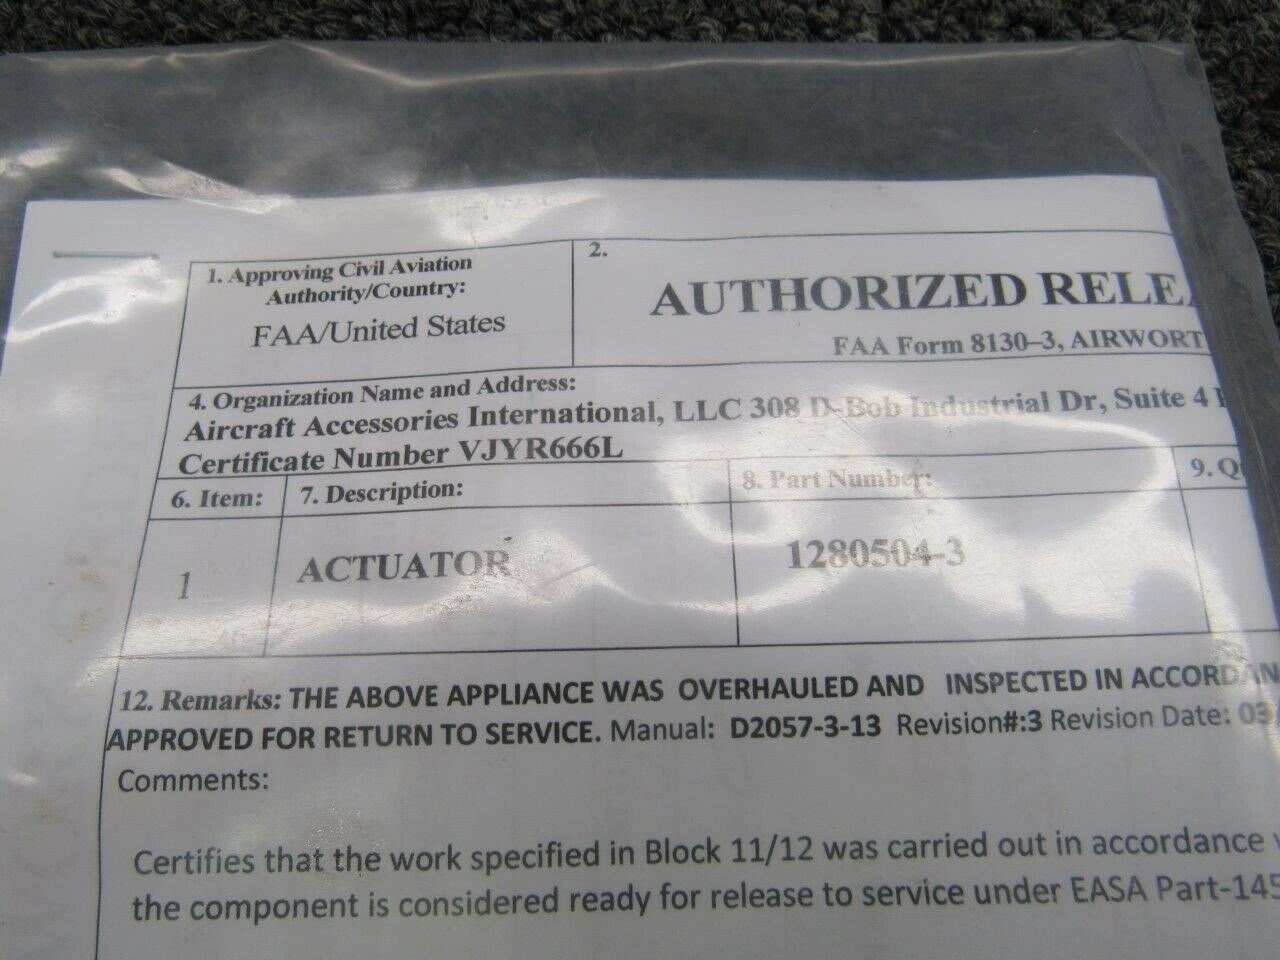 1. Approving Civil Aviation
Authority/Country:
FAA/United States
2.
AUTHORIZED RELEA
FAA Form 8130–3, AIRWORT
4. Organization Name and Address:
Aircraft Accessories International, LLC 308 D-Bob Industrial Dr, Suite 4
Certificate Number VJYR666L
6. Item:
7. Description:
8. Part Number:
9. Q
1
ACTUATOR
1280504-3
12. Remarks: THE ABOVE APPLIANCE WAS OVERHAULED AND INSPECTED IN ACCORDAN
APPROVED FOR RETURN TO SERVICE. Manual: D2057-3-13 Revision#:3 Revision Date: 03
Comments:
Certifies that the work specified in Block 11/12 was carried out in accordance
the component is considered ready for release to service under EASA Part-145